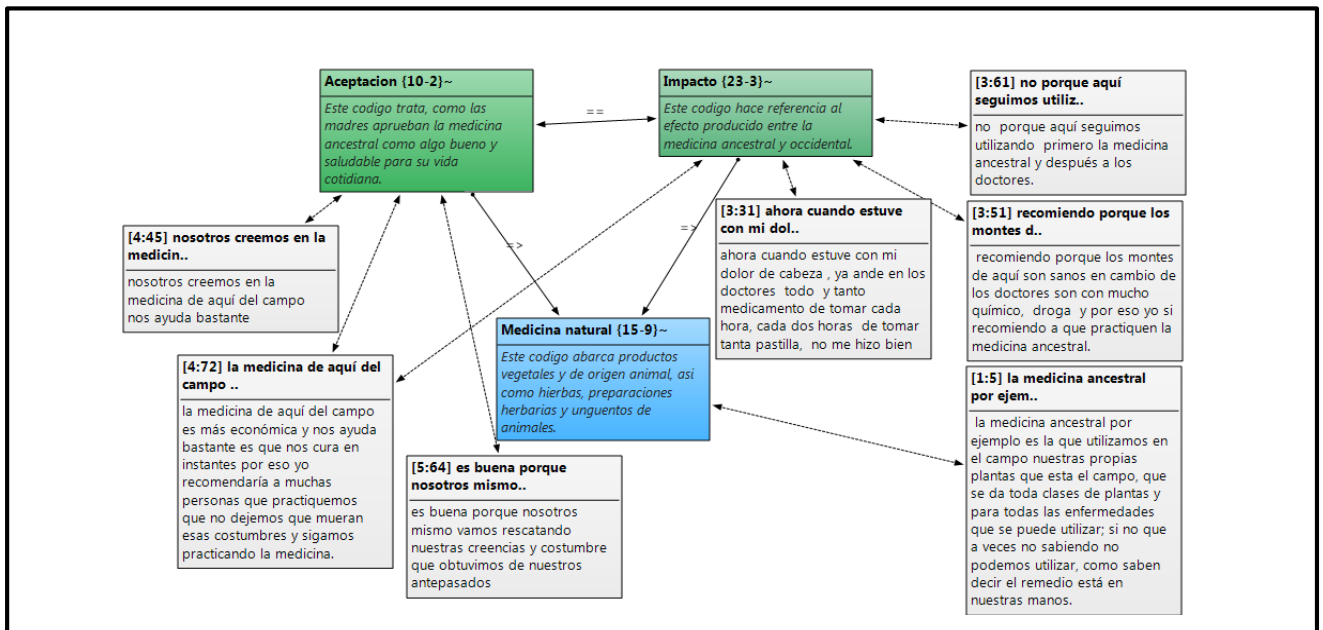 Aceptacion {10-2}~
Este codigo trata, como las
madres aprueban la medicina
ancestral como algo bueno y
saludable para su vida
cotidiana.
==
Impacto {23-3}~
Este codigo hace referencia al
efecto producido entre la
medicina ancestral y occidental.
[3:61] no porque aquí
seguimos utiliz..
no porque aquí seguimos
utilizando primero la medicina
ancestral y después a los
doctores.
[4:45] nosotros creemos en la
medicin..
nosotros creemos en la
medicina de aquí del campo
nos ayuda bastante
=>
=>
[3:31] ahora cuando estuve
con mi dol..
ahora cuando estuve con mi
dolor de cabeza , ya ande en los
doctores todo y tanto
medicamento de tomar cada
hora, cada dos horas de tomar
tanta pastilla, no me hizo bien
[3:51] recomiendo porque los
montes d..
recomiendo porque los montes
de aquí son sanos en cambio de
los doctores son con mucho
químico, droga y por eso yo si
recomiendo a que practiquen la
medicina ancestral.
Medicina natural {15-9}~
Este codigo abarca productos
vegetales y de origen animal, asi
como hierbas, preparaciones
herbarias y unguentos de
animales.
[4:72] la medicina de aquí del
campo ..
la medicina de aquí del campo
es más económica y nos ayuda
bastante es que nos cura en
instantes por eso yo
recomendaría a muchas
personas que practiquemos
que no dejemos que mueran
esas costumbres y sigamos
practicando la medicina.
[5:64] es buena porque
nosotros mismo..
es buena porque nosotros
mismo vamos rescatando
nuestras creencias y costumbre
que obtuvimos de nuestros
antepasados
[1:5] la medicina ancestral
por ejem..
la medicina ancestral por
ejemplo es la que utilizamos en
el campo nuestras propias
plantas que esta el campo, que
se da toda clases de plantas y
para todas las enfermedades
que se puede utilizar; si no que
a veces no sabiendo no
podemos utilizar, como saben
decir el remedio está en
nuestras manos.